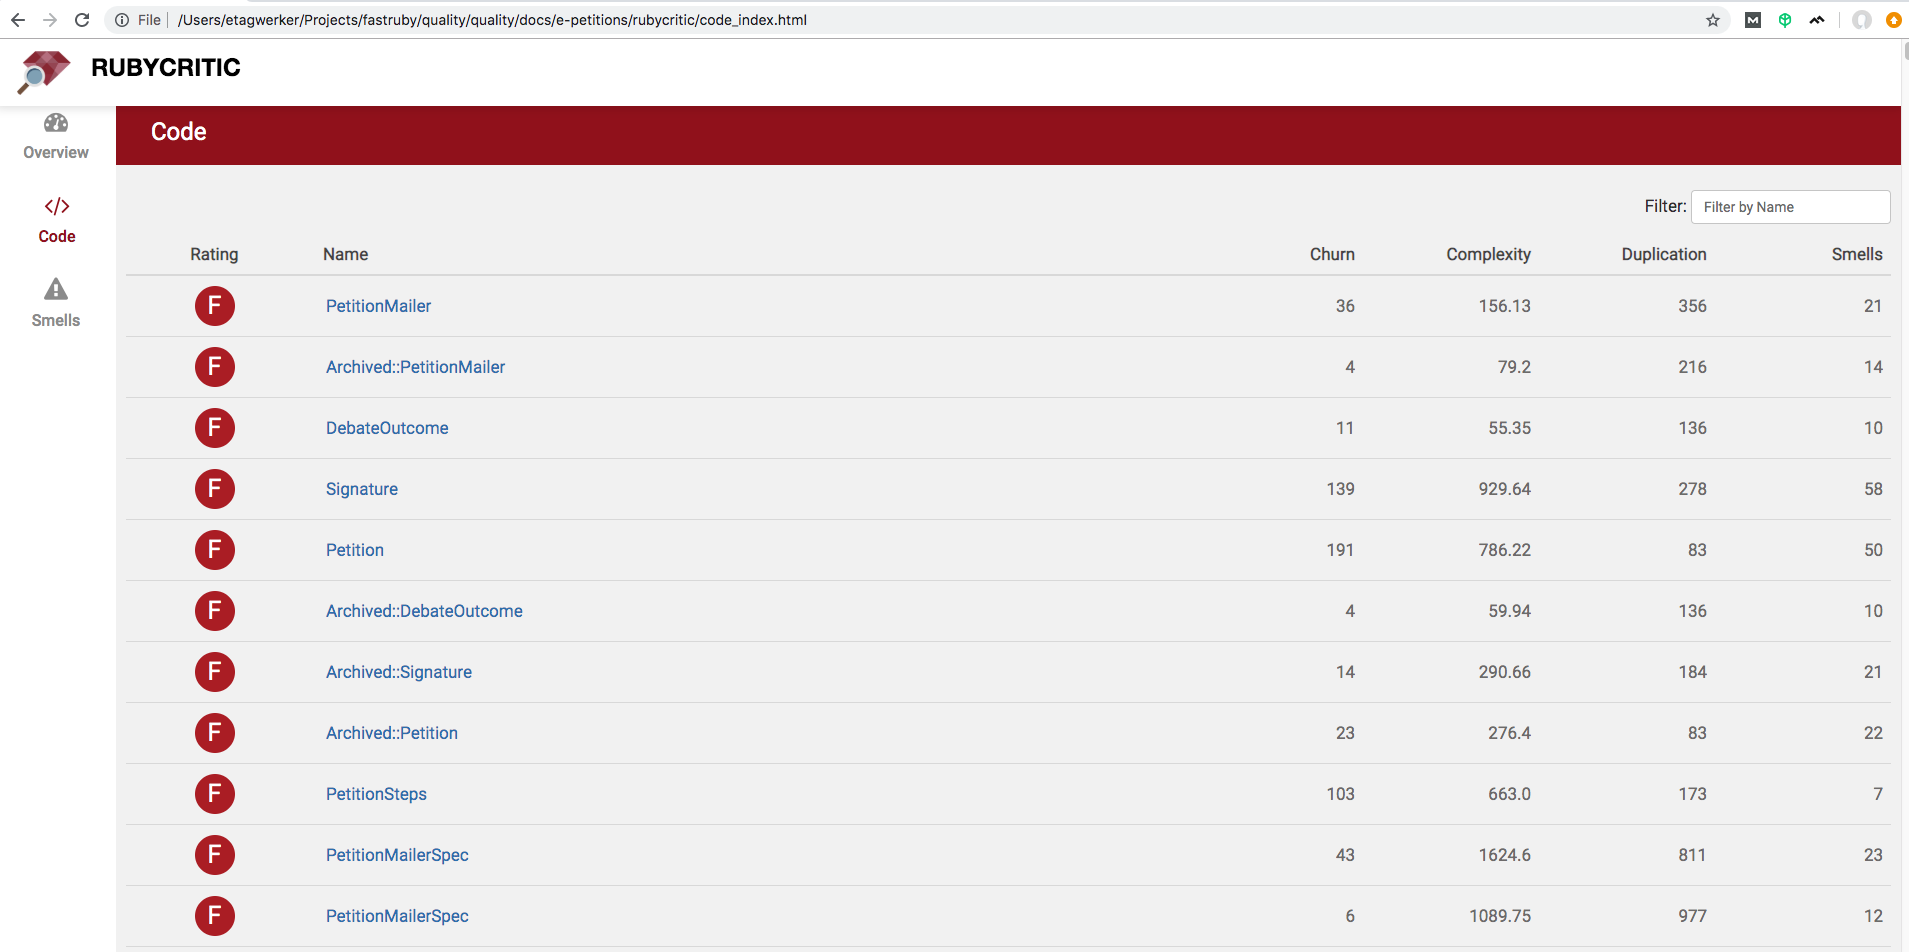 File /Users/etagwerker/Projects/fastruby/quality/quality/docs/e-petitions/rubycritic/code_index.html
RUBYCRITIC
Overview
Code
Smells
Code
Filter: Filter by Name
Rating Name Churn Complexity Duplication Smells
F PetitionMailer 36 156.13 356 21
F Archived::PetitionMailer 4 79.2 216 14
F DebateOutcome 11 55.35 136 10
F Signature 139 929.64 278 58
F Petition 191 786.22 83 50
F Archived::DebateOutcome 4 59.94 136 10
F Archived::Signature 14 290.66 184 21
F Archived::Petition 23 276.4 83 22
F PetitionSteps 103 663.0 173 7
F PetitionMailerSpec 43 1624.6 811 23
F PetitionMailerSpec 6 1089.75 977 12